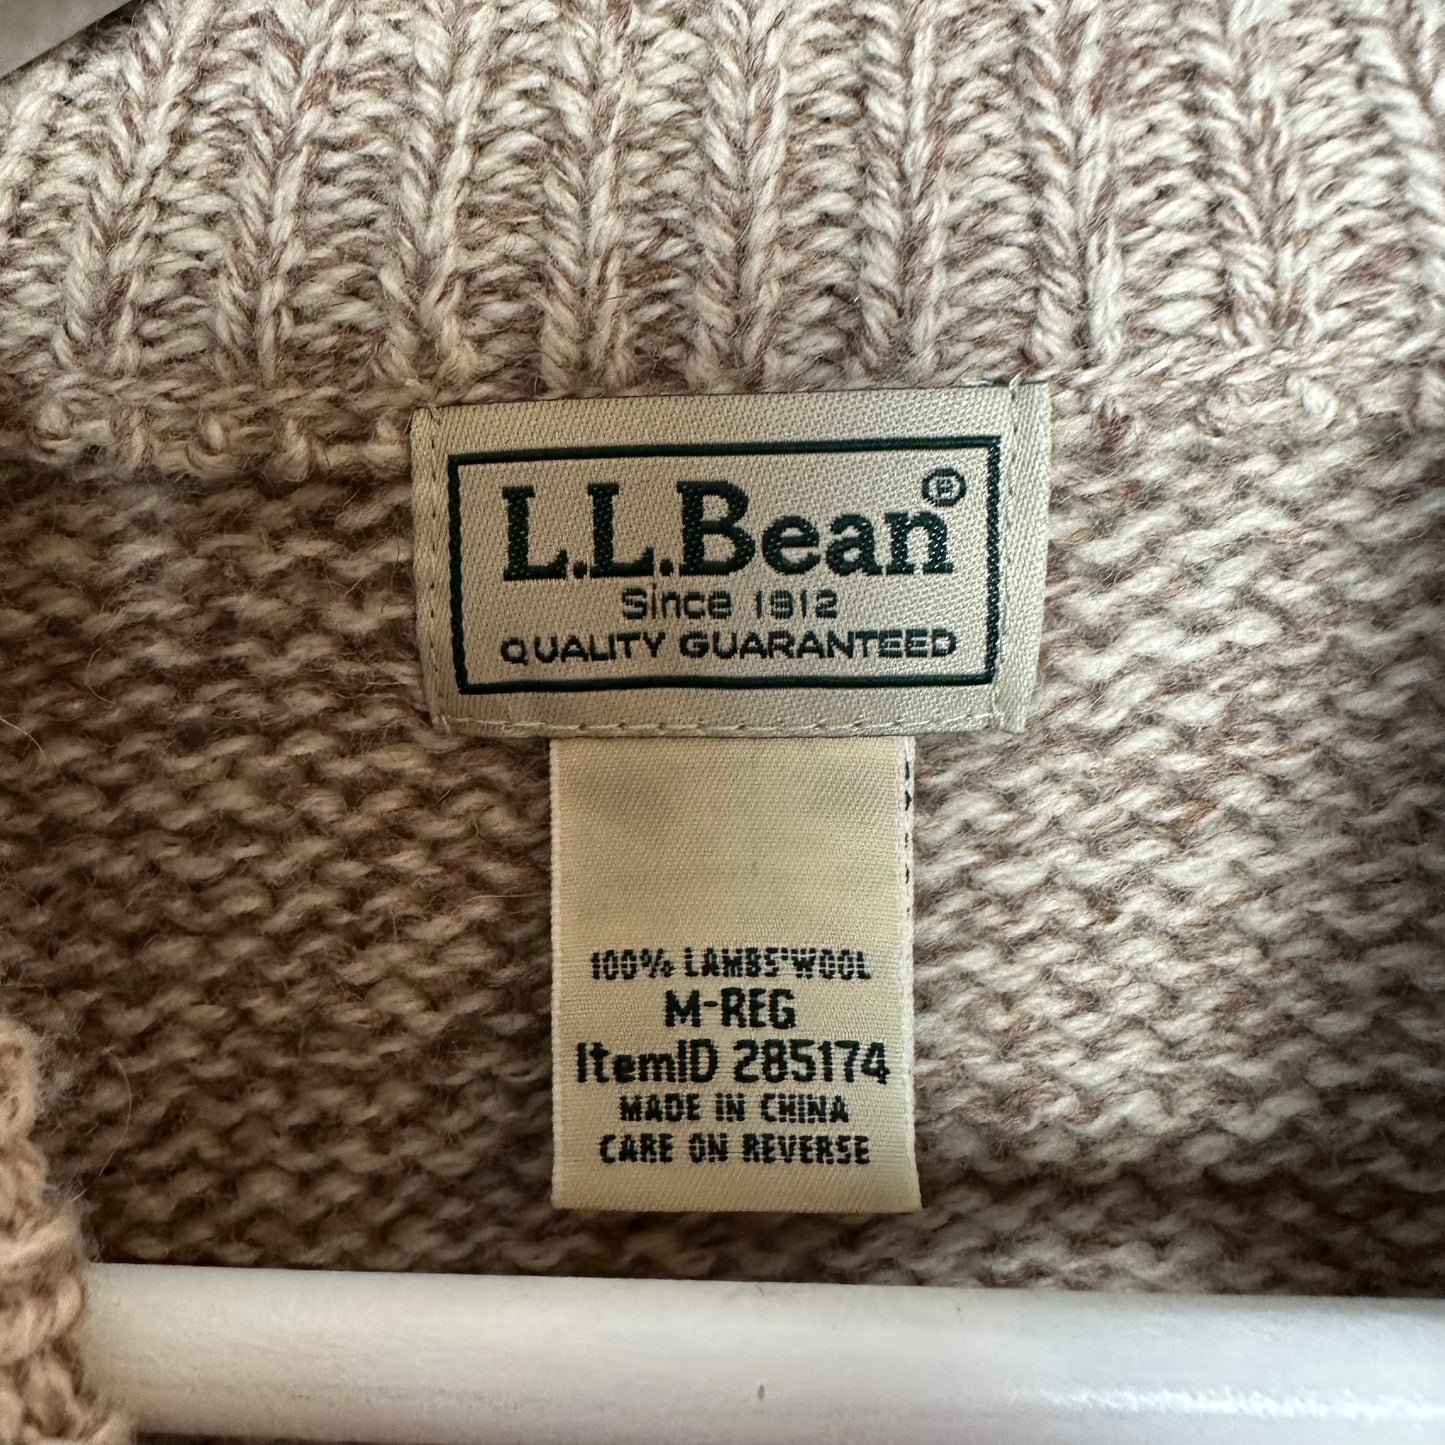 L.L.Bean®
Since 1912
QUALITY GUARANTEED
100% LAMBS'WOOL
M-REG
ItemID 285174
MADE IN CHINA
CARE ON REVERSE